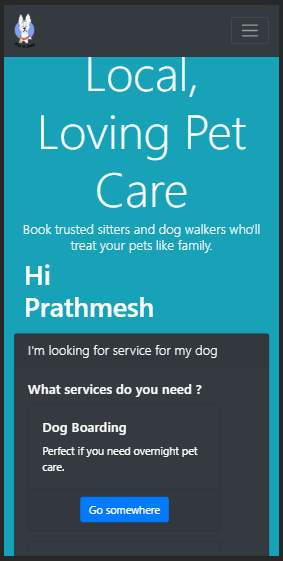 Local,
Loving Pet
Care
Book trusted sitters and dog walkers who'll
treat your pets like family.
Hi
Prathmesh
I'm looking for service for my dog
What services do you need ?
Dog Boarding
Perfect if you need overnight pet
care.
Go somewhere